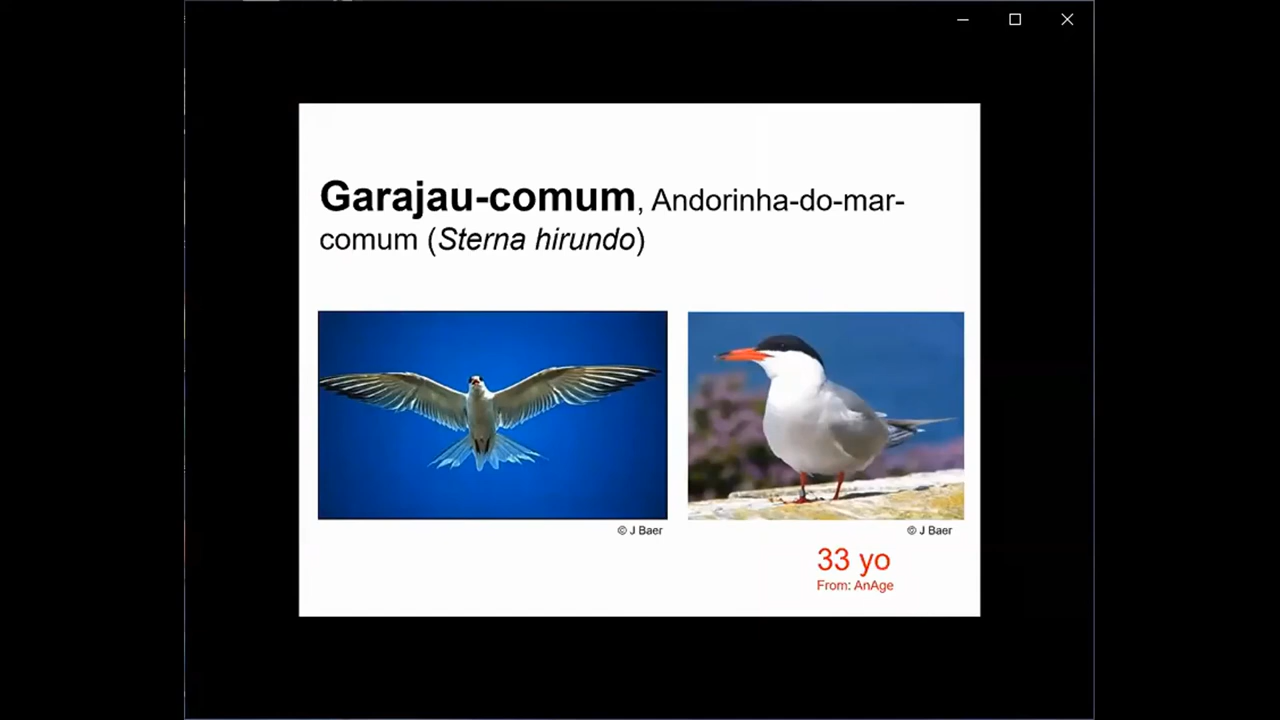 Garajau-comum, Andorinha-do-mar-
comum (Sterna hirundo)
© J Baer
© J Baer
33 yo
From: AnAge